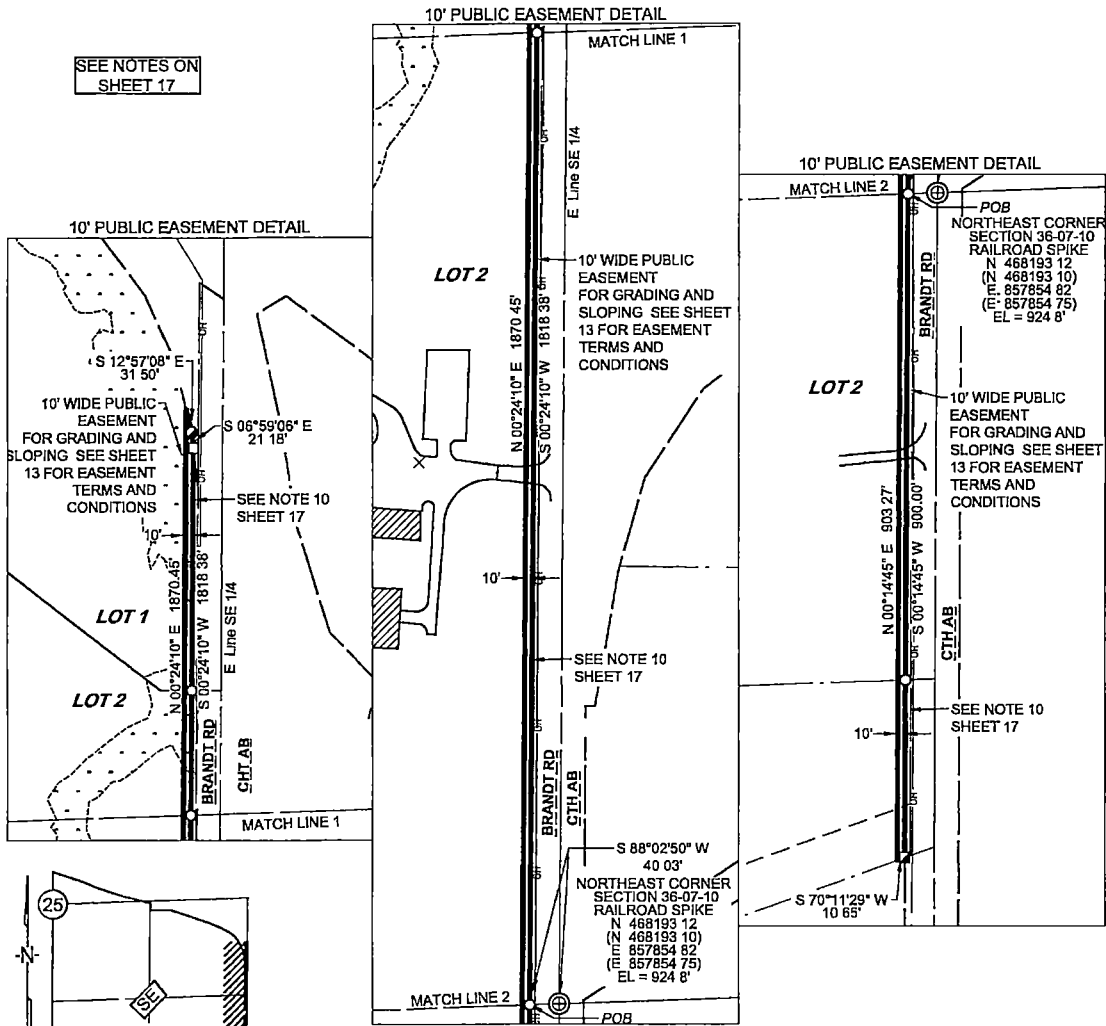 SEE NOTES ON
SHEET 17
10' PUBLIC EASEMENT DETAIL
S 12°57'08" E
31 50'
10' WIDE PUBLIC
EASEMENT
FOR GRADING AND
SLOPING SEE SHEET
13 FOR EASEMENT
TERMS AND
CONDITIONS
S 06°59'06" E
21 18'
SEE NOTE 10
SHEET 17
10'
LOT 1
LOT 2
N 00°24'10" E 1870.45'
S 00°24'10" W 1818 38'
E Line SE 1/4
BRANDT RD
CHT AB
MATCH LINE 1
25
-N-
SE
10' PUBLIC EASEMENT DETAIL
MATCH LINE 1
E Line SE 1/4
LOT 2
10' WIDE PUBLIC
EASEMENT
FOR GRADING AND
SLOPING SEE SHEET
13 FOR EASEMENT
TERMS AND
CONDITIONS
N 00°24'10" E 1870 45'
S 00°24'10" W 1818 38'
10'
SEE NOTE 10
SHEET 17
BRANDT RD
CTH AB
S 88°02'50" W
40 03'
NORTHEAST CORNER
SECTION 36-07-10
RAILROAD SPIKE
N 468193 12
(N 468193 10)
E 857854 82
(E 857854 75)
EL = 924 8'
MATCH LINE 2
POB
10' PUBLIC EASEMENT DETAIL
MATCH LINE 2
POB
NORTHEAST CORNER
SECTION 36-07-10
RAILROAD SPIKE
N 468193 12
(N 468193 10)
E- 857854 82
(E- 857854 75)
EL = 924 8'
BRANDT RD
LOT 2
10' WIDE PUBLIC
EASEMENT
FOR GRADING AND
SLOPING SEE SHEET
13 FOR EASEMENT
TERMS AND
CONDITIONS
N 00°14'45" E 903 27'
S 00°14'45" W 900.00'
CTH AB
SEE NOTE 10
SHEET 17
10'
S 70°11'29" W
10 65'